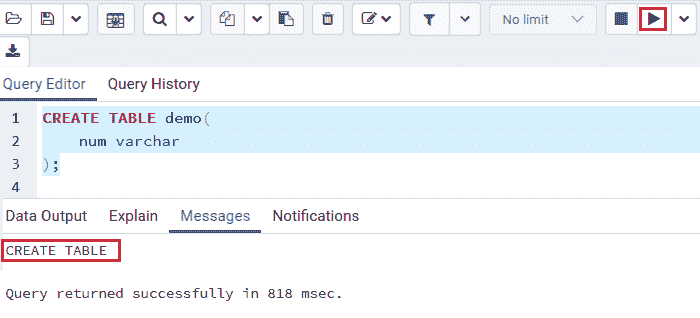 No limit
Query Editor Query History
1 CREATE TABLE demo(
2 num varchar
3 );
4
Data Output Explain Messages Notifications
CREATE TABLE
Query returned successfully in 818 msec.